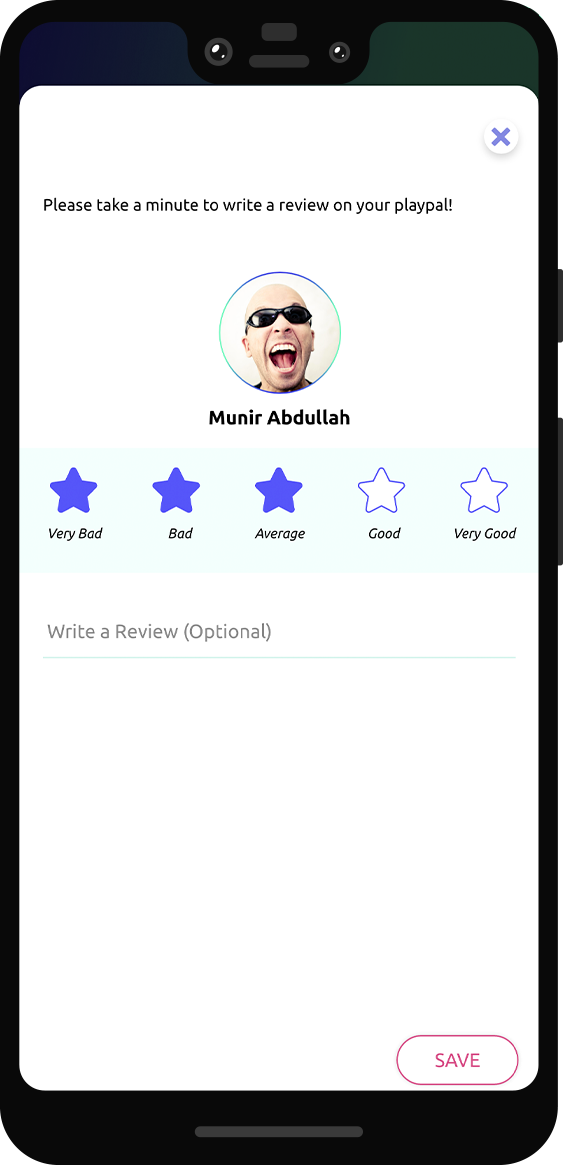 Please take a minute to write a review on your playpal!
Munir Abdullah
Very Bad Bad Average Good Very Good
Write a Review (Optional)
SAVE